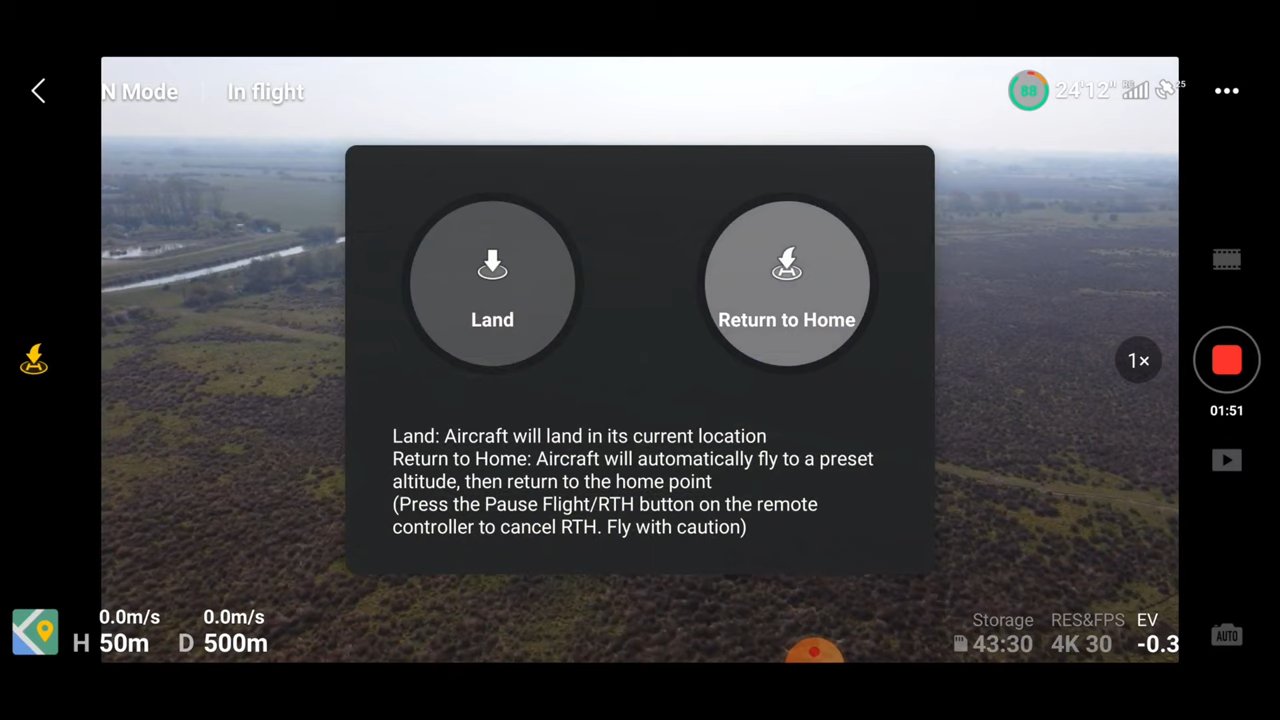 N Mode In flight 88 24'12" RC 25
Land Return to Home
1×
01:51
Land: Aircraft will land in its current location
Return to Home: Aircraft will automatically fly to a preset
altitude, then return to the home point
(Press the Pause Flight/RTH button on the remote
controller to cancel RTH. Fly with caution)
0.0m/s 0.0m/s Storage RES&FPS EV
H 50m D 500m 43:30 4K 30 -0.3
AUTO